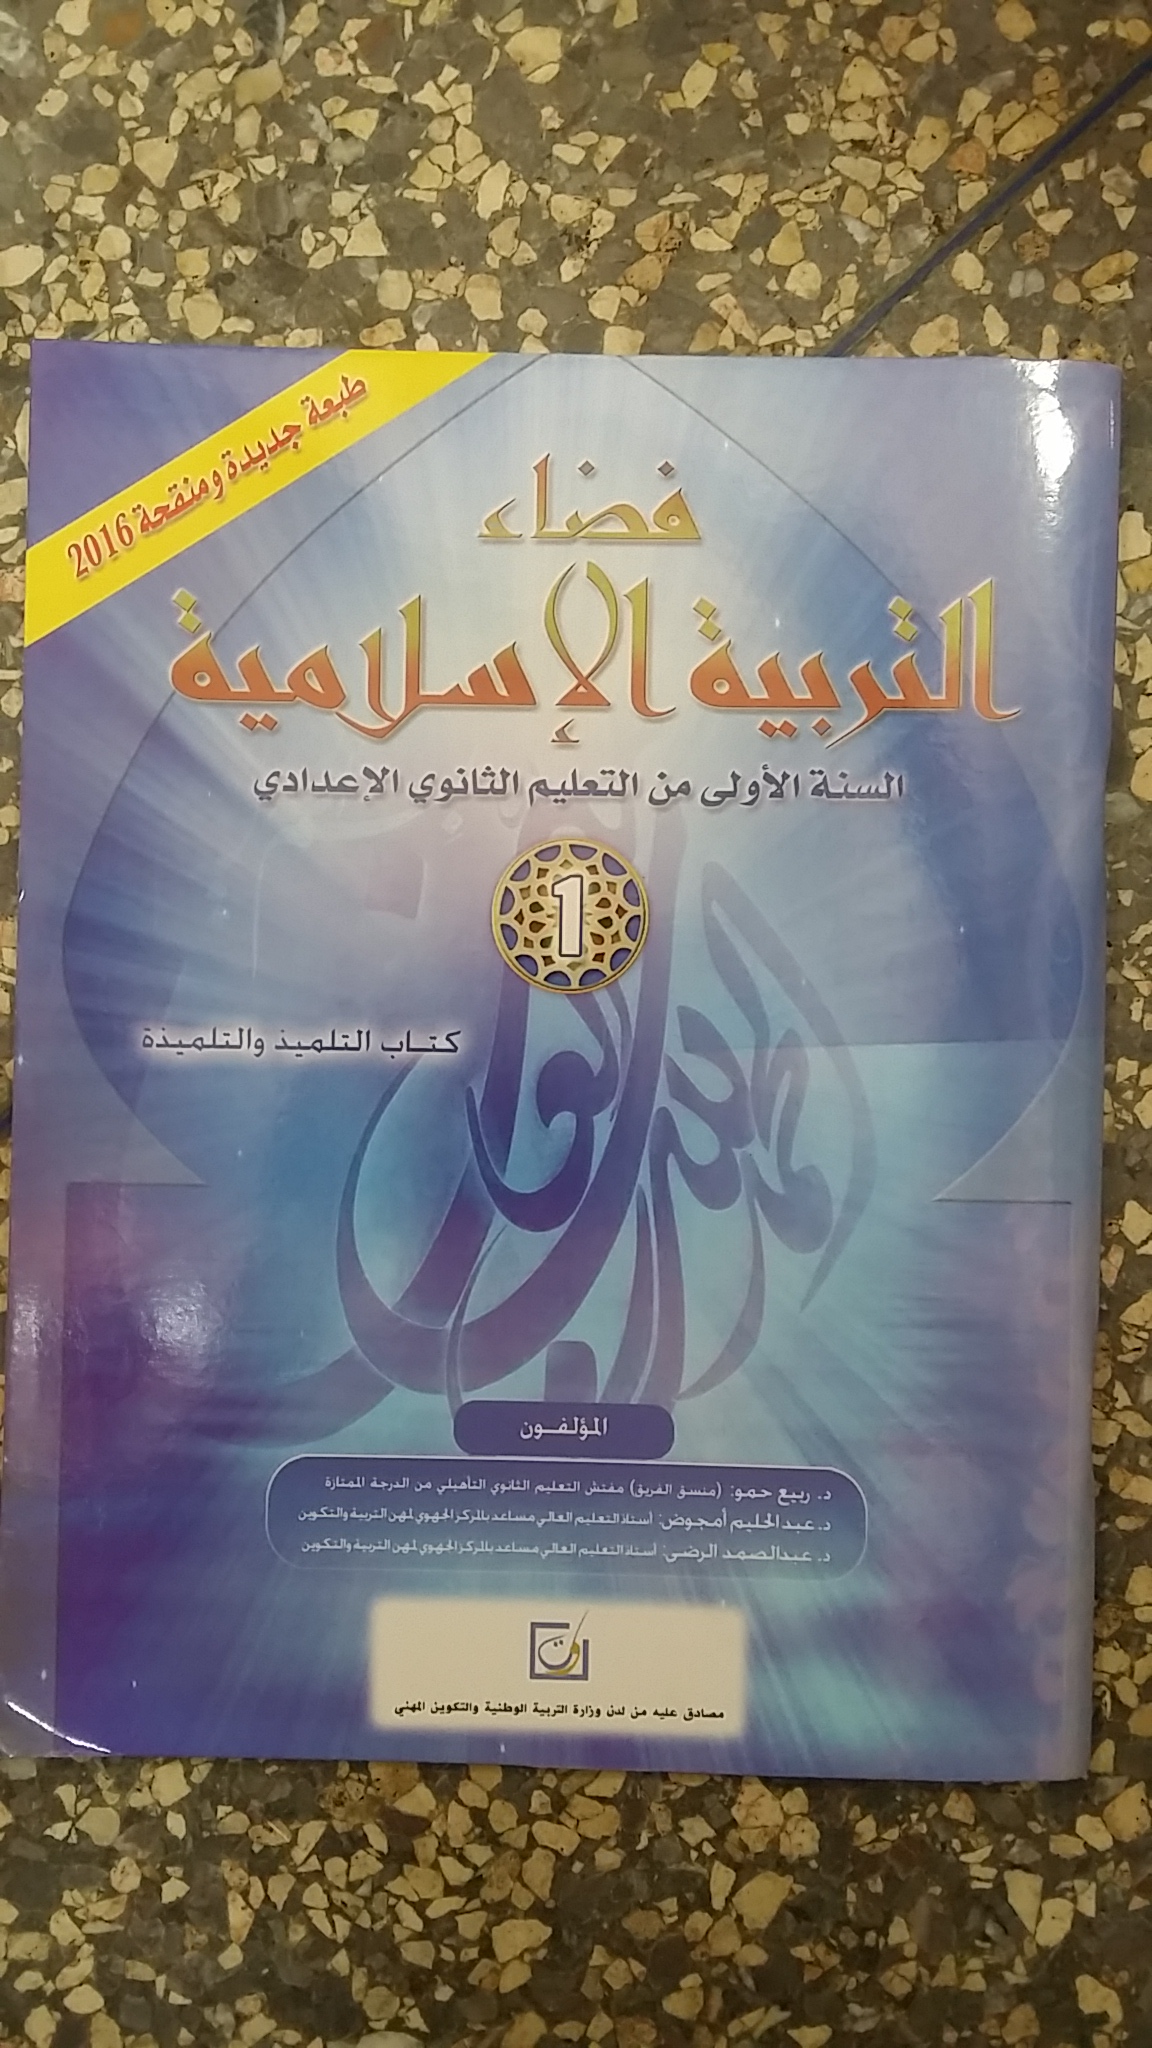 طبعة جديدة ومنقحة 2016
فضاء
التربية الإسلامية
السنة الأولى من التعليم الثانوي الإعدادي
1
كتاب التلميذ والتلميذة
المؤلفون
د. ربيع حمو: (منسق الفريق) مفتش التعليم الثانوي التأهيلي من الدرجة الممتازة
د. عبد الحليم أمجوض: أستاذ التعليم العالي مساعد بالمركز الجهوي لمهن التربية والتكوين
د. عبدالصمد الرضى: أستاذ التعليم العالي مساعد بالمركز الجهوي لمهن التربية والتكوين
مصادق عليه من لدن وزارة التربية الوطنية والتكوين المهني